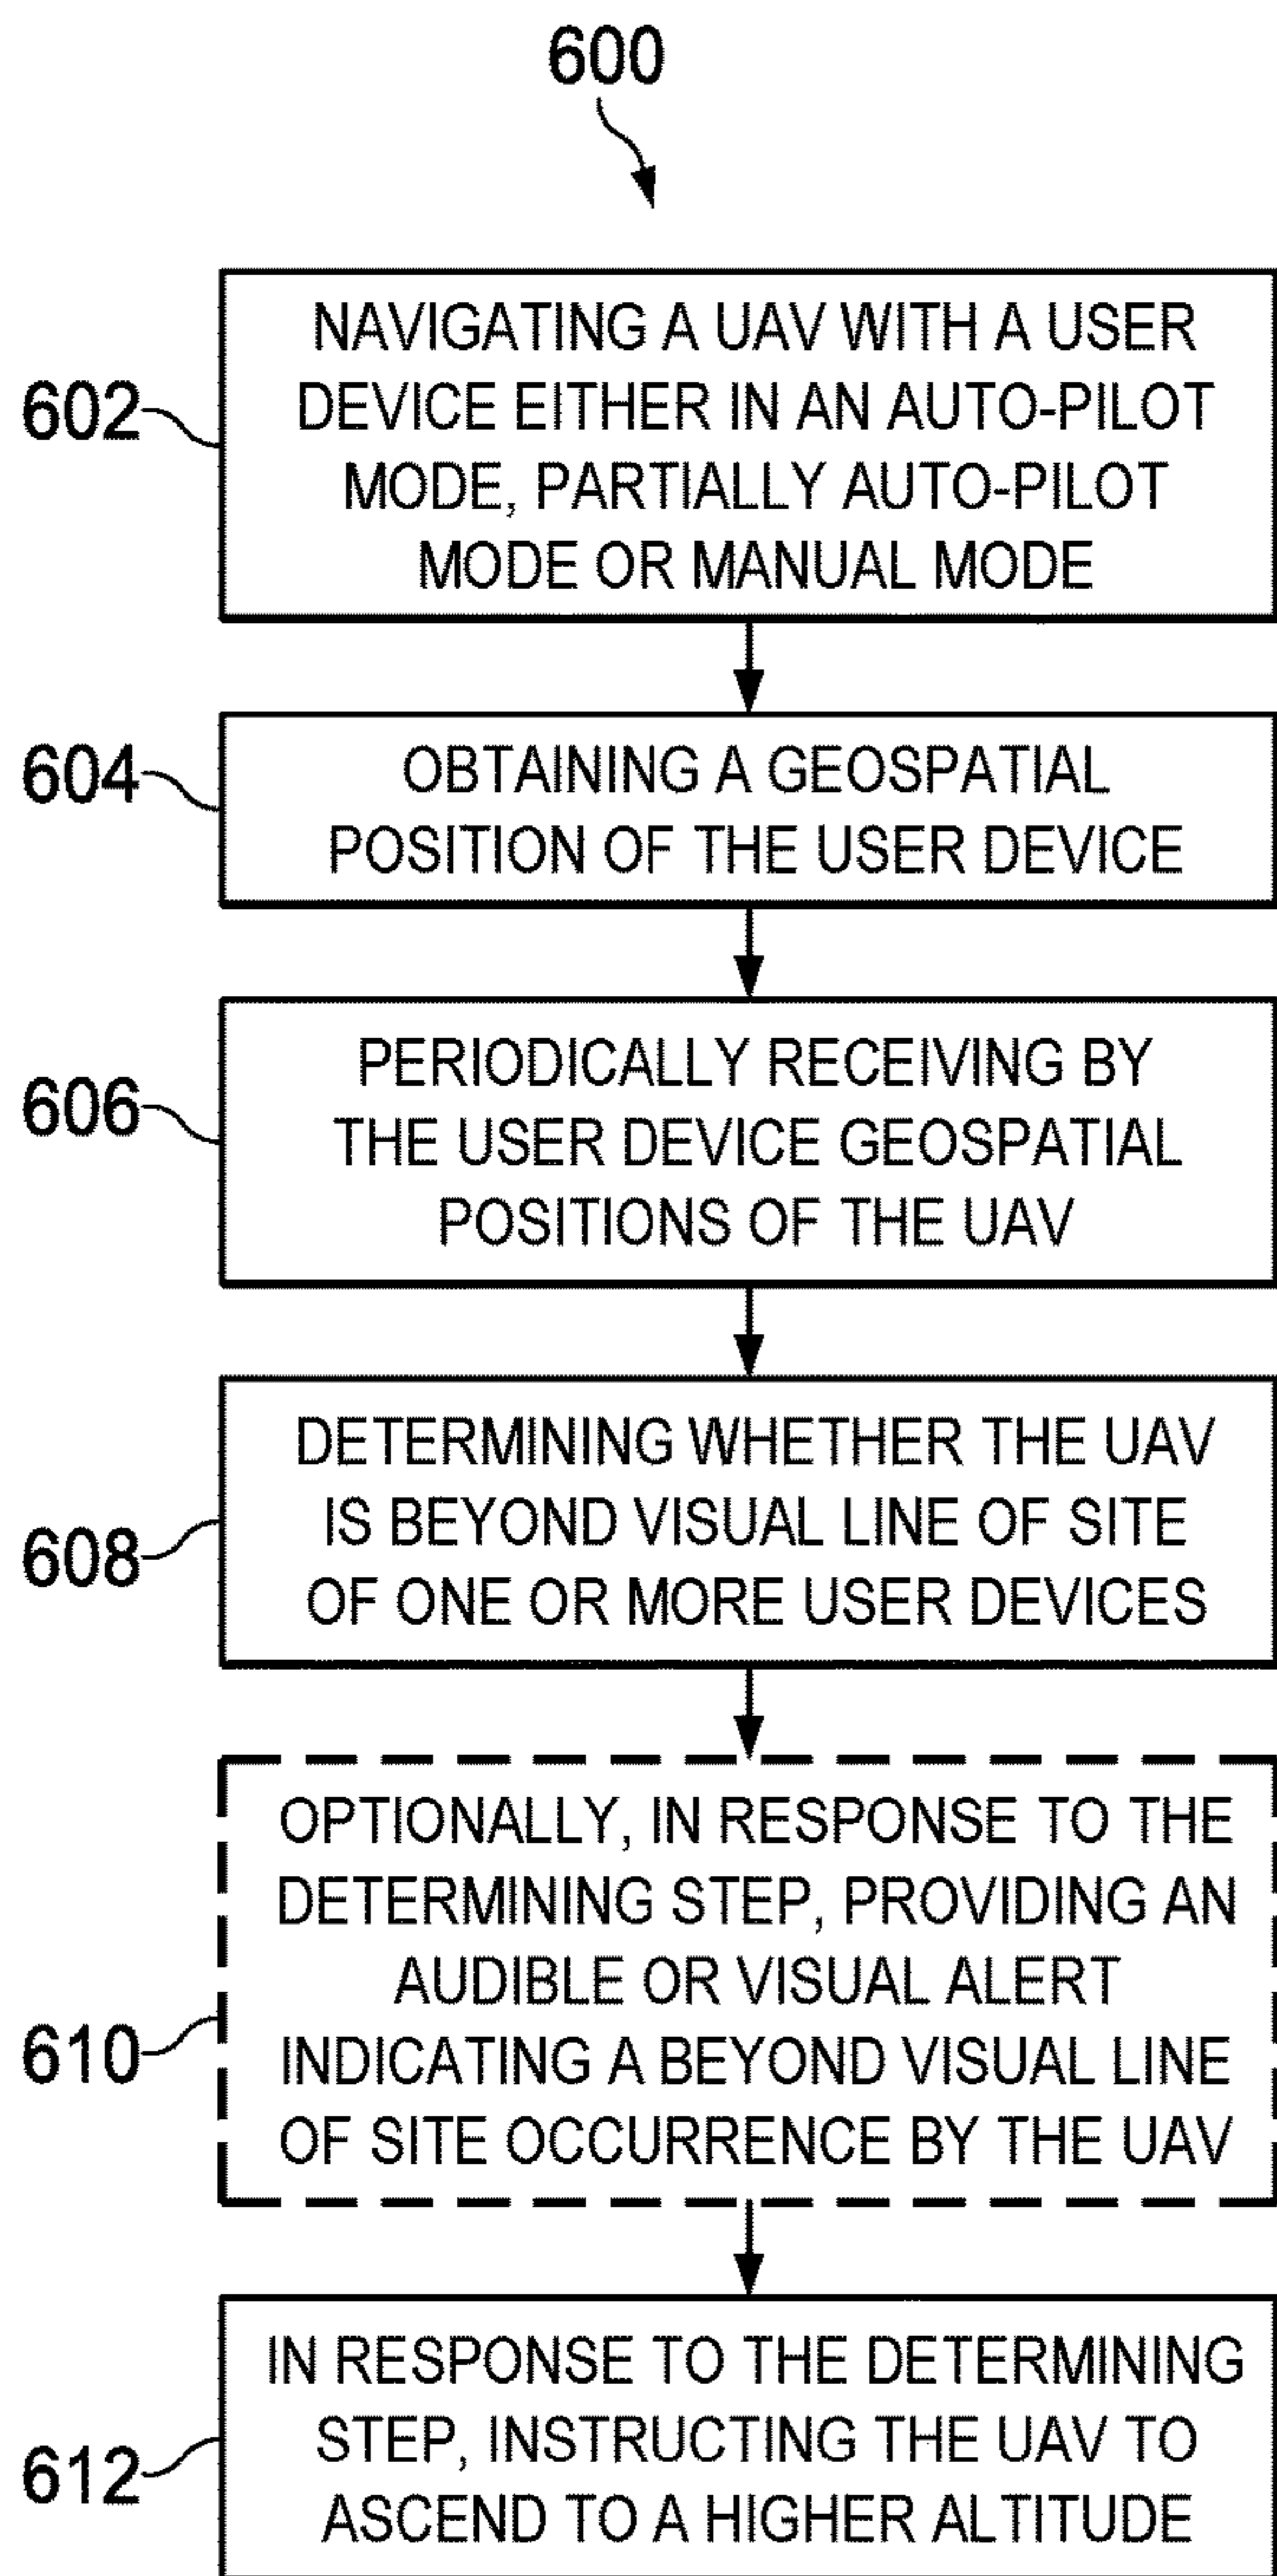 600
602
NAVIGATING A UAV WITH A USER
DEVICE EITHER IN AN AUTO-PILOT
MODE, PARTIALLY AUTO-PILOT
MODE OR MANUAL MODE
604
OBTAINING A GEOSPATIAL
POSITION OF THE USER DEVICE
606
PERIODICALLY RECEIVING BY
THE USER DEVICE GEOSPATIAL
POSITIONS OF THE UAV
608
DETERMINING WHETHER THE UAV
IS BEYOND VISUAL LINE OF SITE
OF ONE OR MORE USER DEVICES
610
OPTIONALLY, IN RESPONSE TO THE
DETERMINING STEP, PROVIDING AN
AUDIBLE OR VISUAL ALERT
INDICATING A BEYOND VISUAL LINE
OF SITE OCCURRENCE BY THE UAV
612
IN RESPONSE TO THE DETERMINING
STEP, INSTRUCTING THE UAV TO
ASCEND TO A HIGHER ALTITUDE